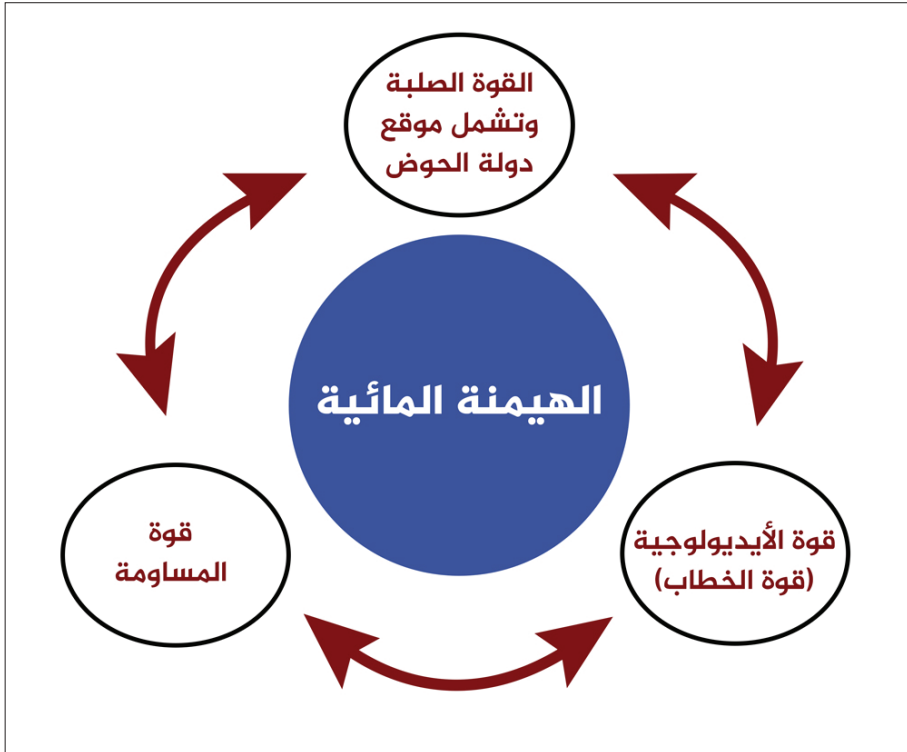 القوة الصلبة
وتشمل موقع
دولة الحوض
الهيمنة المائية
قوة الأيديولوجية
(قوة الخطاب)
قوة
المساومة